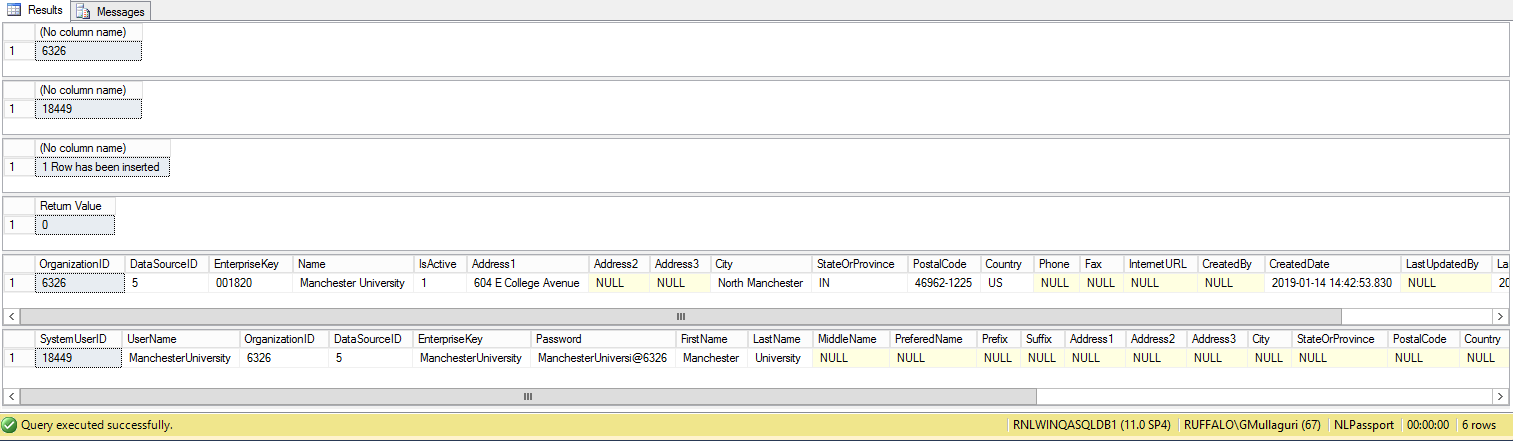 Results Messages
(No column name)
1 6326
(No column name)
1 18449
(No column name)
1 1 Row has been inserted
Return Value
1 0
OrganizationID DataSourceID EnterpriseKey Name IsActive Address1 Address2 Address3 City StateOrProvince PostalCode Country Phone Fax InternetURL CreatedBy CreatedDate LastUpdatedBy La
1 6326 5 001820 Manchester University 1 604 E College Avenue NULL NULL North Manchester IN 46962-1225 US NULL NULL NULL NULL 2019-01-14 14:42:53.830 NULL 20
SystemUserID UserName OrganizationID DataSourceID EnterpriseKey Password FirstName LastName MiddleName PreferedName Prefix Suffix Address1 Address2 Address3 City StateOrProvince PostalCode Country
1 18449 ManchesterUniversity 6326 5 ManchesterUniversity ManchesterUniversi@6326 Manchester University NULL NULL NULL NULL NULL NULL NULL NULL NULL NULL NULL
Query executed successfully. RNLWINQASQLDB1 (11.0 SP4) RUFFALO\GMullaguri (67) NLPassport 00:00:00 6 rows